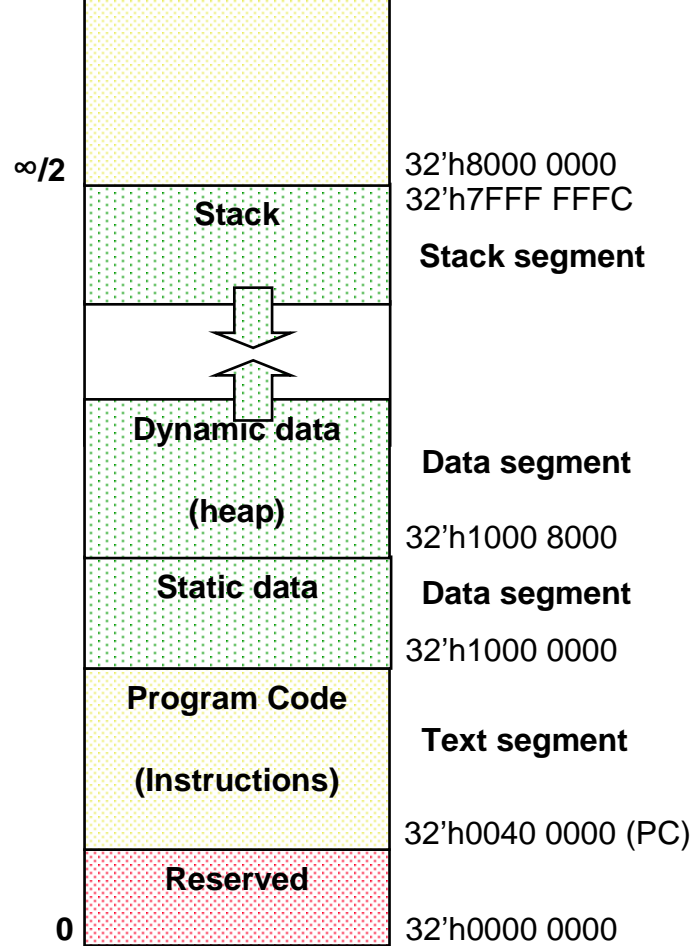 ∞/2
32’h8000 0000
32’h7FFF FFFC
Stack
Stack segment
Dynamic data
(heap)
Data segment
32’h1000 8000
Static data
Data segment
32’h1000 0000
Program Code
(Instructions)
Text segment
32’h0040 0000 (PC)
Reserved
0
32’h0000 0000